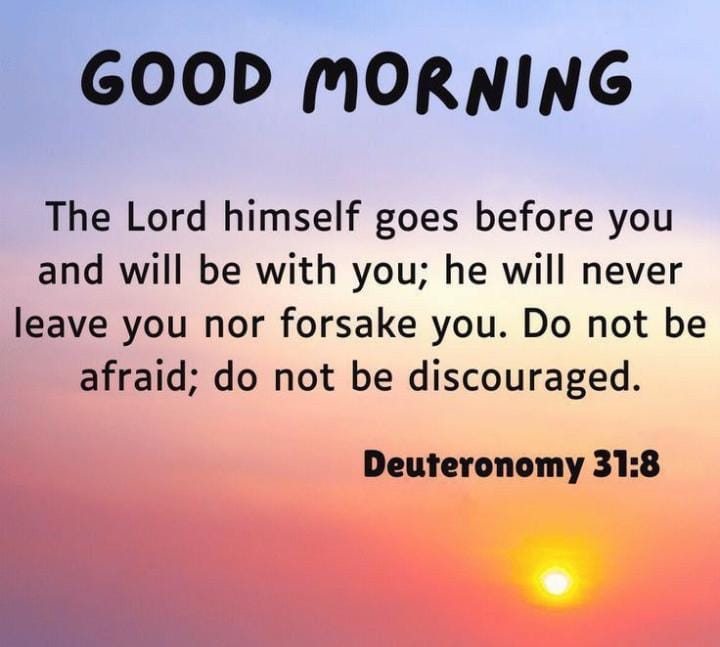 GOOD MORNING
The Lord himself goes before you
and will be with you; he will never
leave you nor forsake you. Do not be
afraid; do not be discouraged.
Deuteronomy 31:8